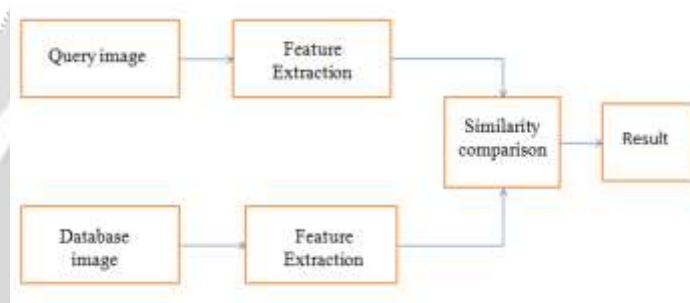 Query image
Feature
Extraction
Similarity
comparison
Result
Database
image
Feature
Extraction